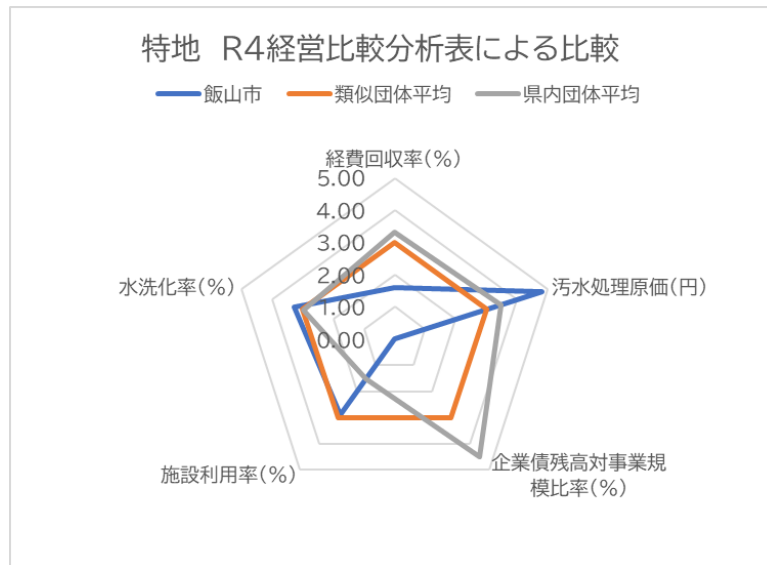 特地　R4経営比較分析表による比較
飯山市 類似団体平均 県内団体平均
経費回収率(%)
5.00
4.00
3.00
2.00
1.00
0.00
水洗化率(%)
汚水処理原価(円)
施設利用率(%)
企業債残高対事業規
模比率(%)